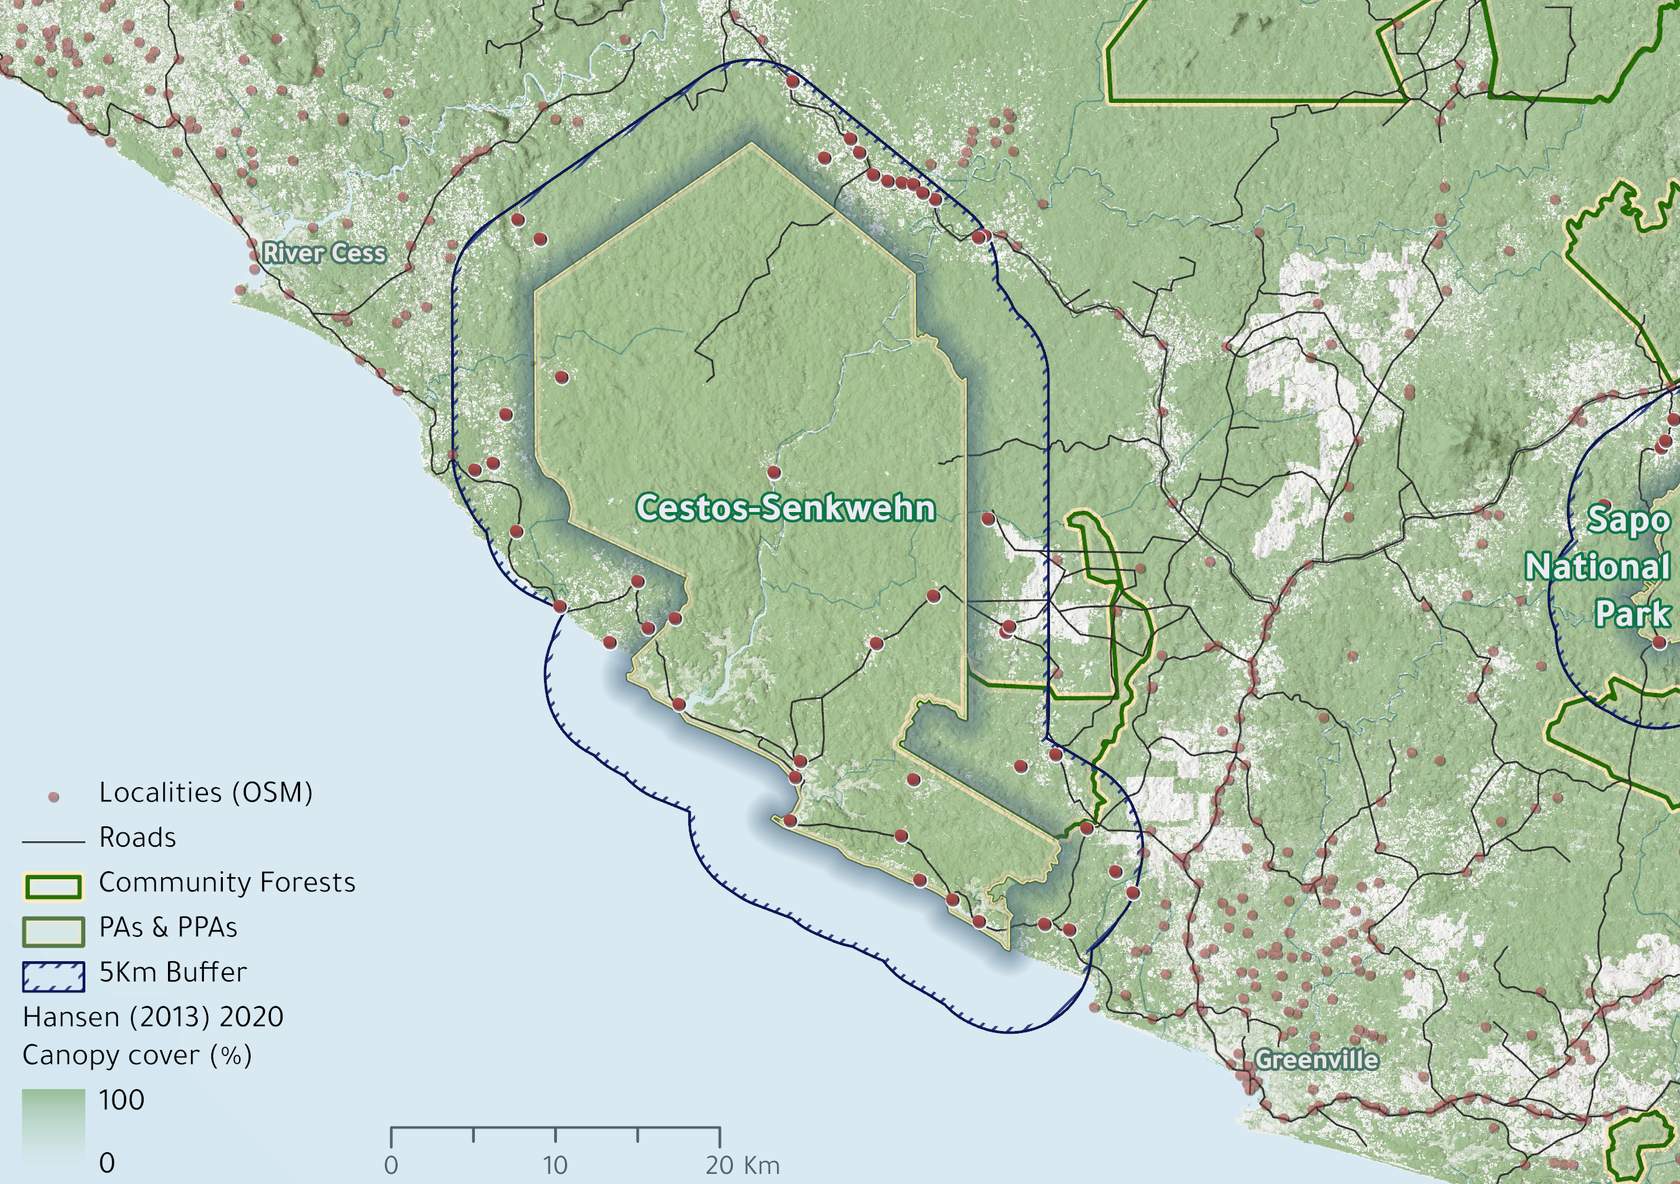 River Cess
Cestos-Senkwehn
Sapo
National
Park
Localities (OSM)
Roads
Community Forests
PAs & PPAs
5Km Buffer
Hansen (2013) 2020
Canopy cover (%)
100
0
0 10 20 Km
Greenville